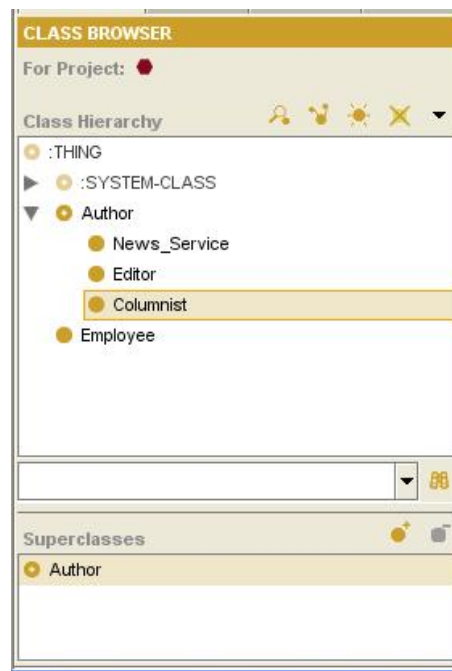 CLASS BROWSER
For Project:
Class Hierarchy
:THING
:SYSTEM-CLASS
Author
News_Service
Editor
Columnist
Employee
Superclasses
Author